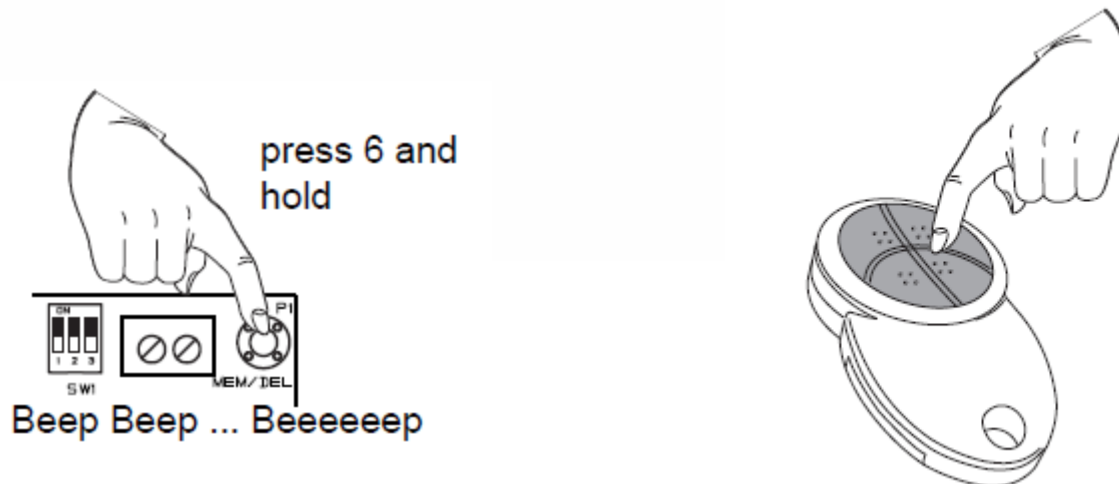 press 6 and
hold
P1
ON
1 2 3
SW1
MEM/DEL
Beep Beep ... Beeeeeep